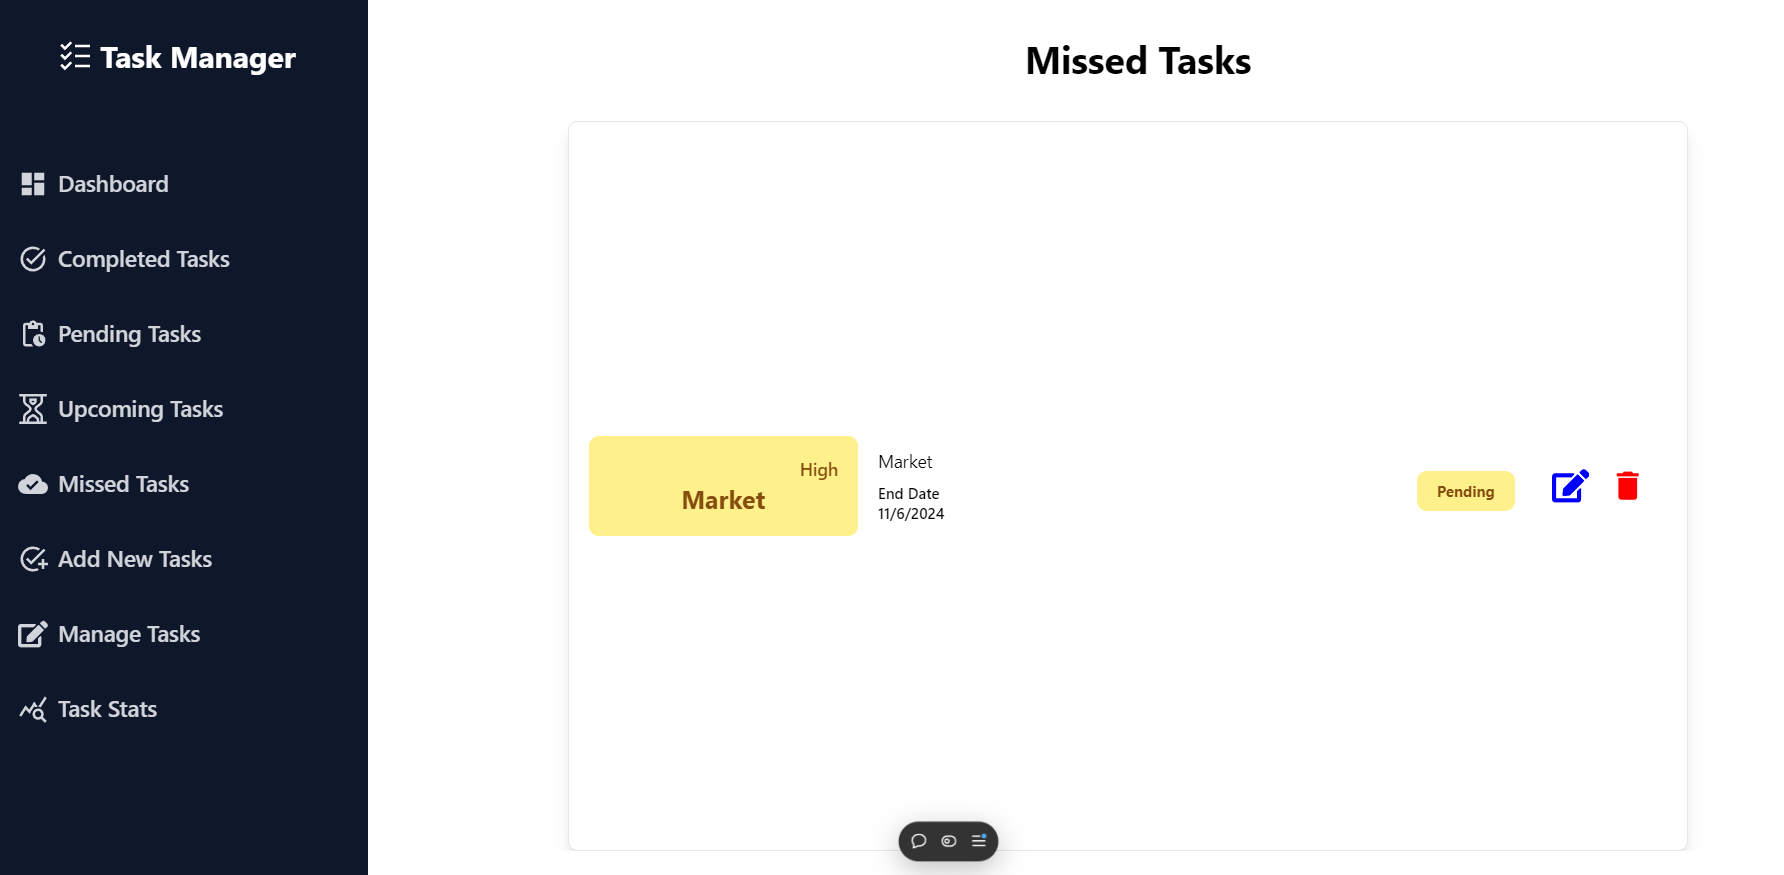 Task Manager
Dashboard
Completed Tasks
Pending Tasks
Upcoming Tasks
Missed Tasks
Add New Tasks
Manage Tasks
Task Stats
Missed Tasks
High
Market
Market
End Date
11/6/2024
Pending